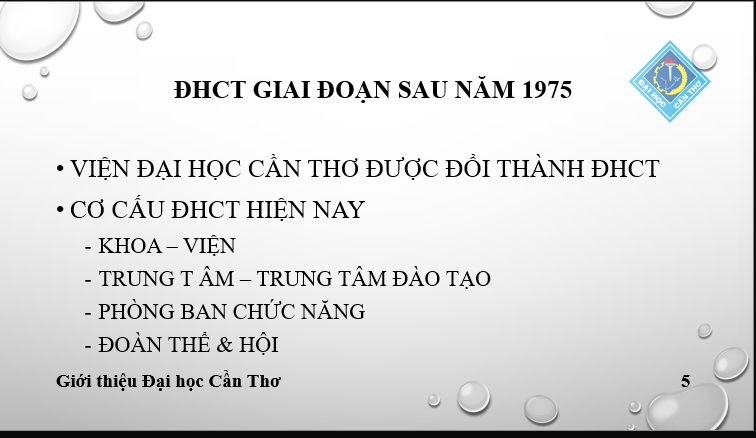 ĐHCT GIAI ĐOẠN SAU NĂM 1975
ĐẠI HỌC CẦN THƠ
• VIỆN ĐẠI HỌC CẦN THƠ ĐƯỢC ĐỔI THÀNH ĐHCT
• CƠ CẤU ĐHCT HIỆN NAY
- KHOA – VIỆN
- TRUNG T ÂM – TRUNG TÂM ĐÀO TẠO
- PHÒNG BAN CHỨC NĂNG
- ĐOÀN THỂ & HỘI
Giới thiệu Đại học Cần Thơ 5